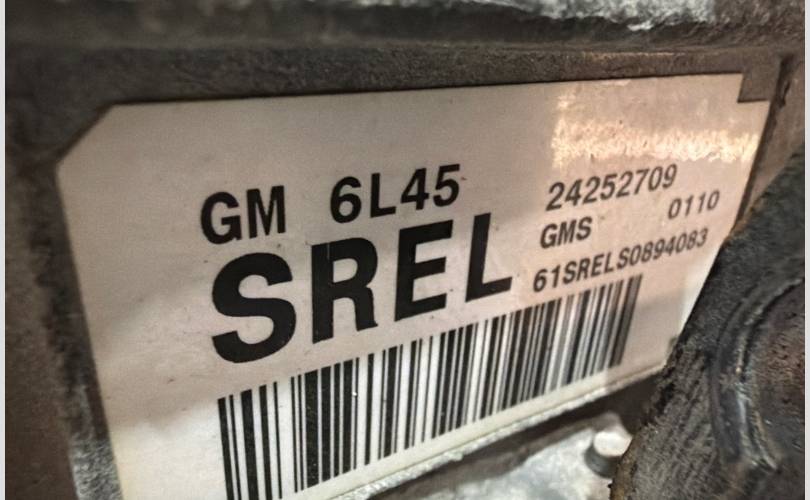 GM 6L45
SREL
24252709
GMS 0110
61SRELS0894083